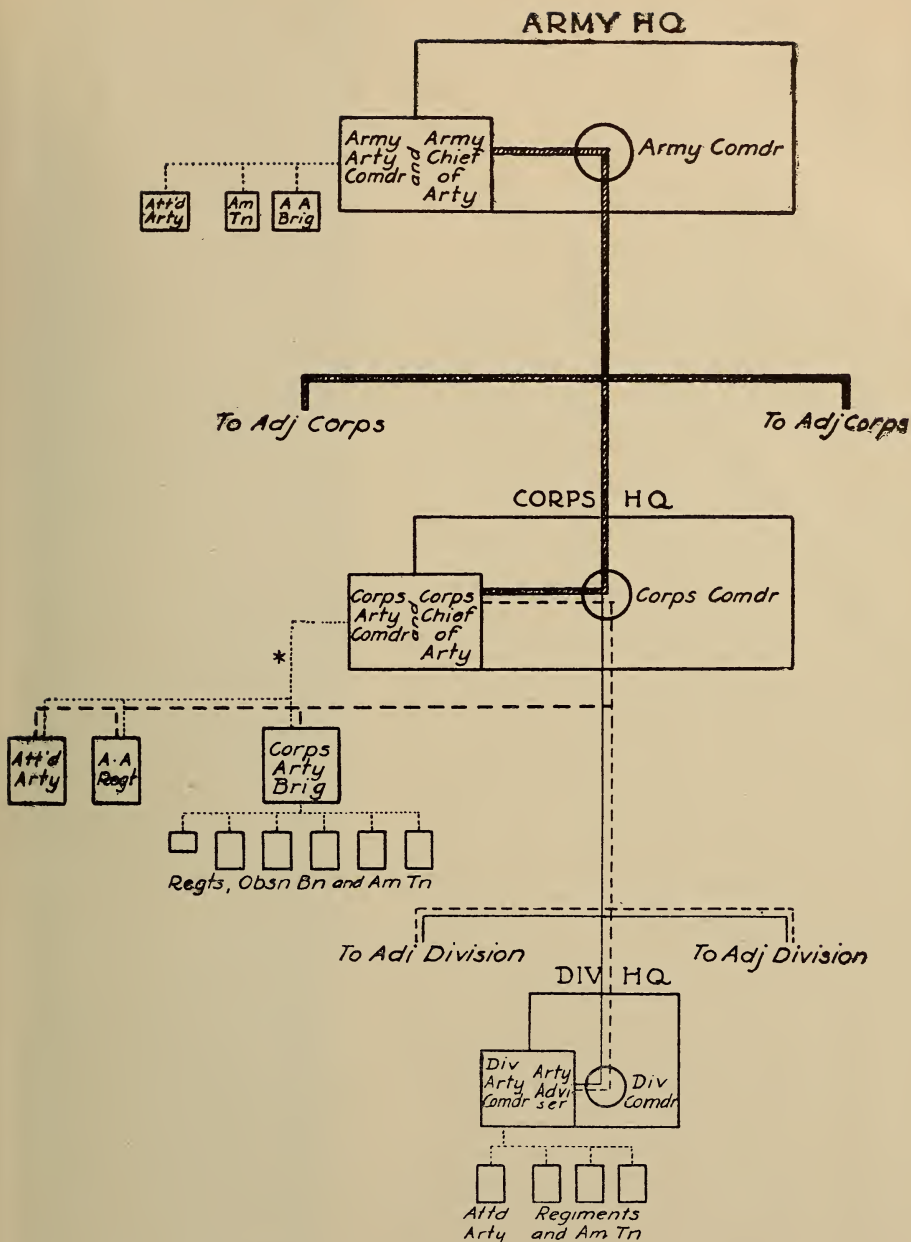 ARMY HQ
Army Arty Comdr and Army Chief of Arty
Army Comdr
Att'd Arty
Am Tn
A A Brig
To Adj Corps
To Adj Corps
CORPS HQ
Corps Arty Comdr and Corps Chief of Arty
Corps Comdr
*
Att'd Arty
A.A Regt
Corps Arty Brig
Regts, Obsn Bn and Am Tn
To Adj Division
To Adj Division
DIV HQ
Div Arty Comdr
Arty Adviser
Div Comdr
Attd Arty
Regiments and Am Tn